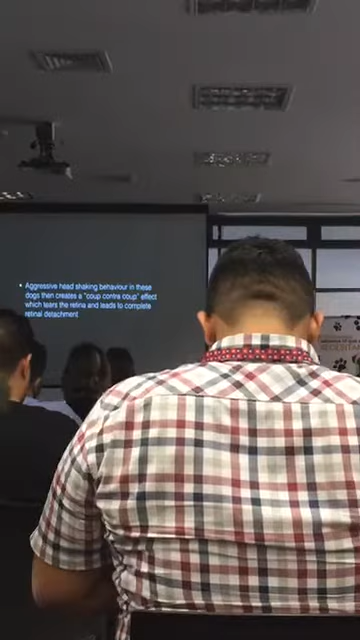 • Aggressive head shaking behaviour in these
dogs then creates a "coup contra coup" effect
which tears the retina and leads to complete
retinal detachment